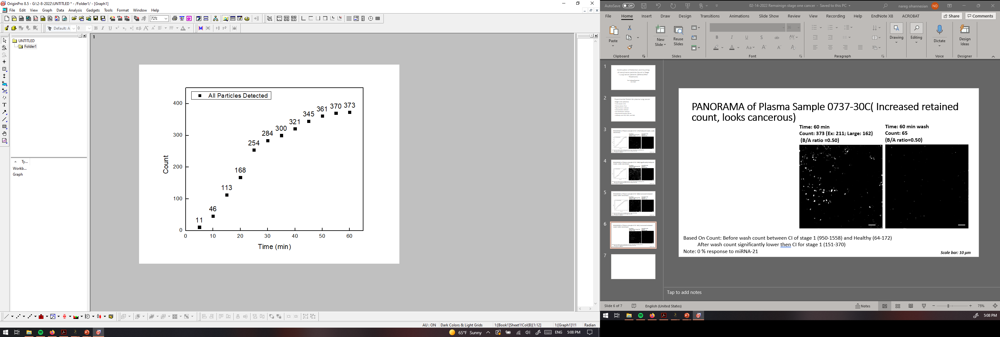 OriginPro 8.5 - G:\2-8-2022\UNTITLED * - /Folder1/ - [Graph1]
File Edit View Graph Data Analysis Gadgets Tools Format Window Help
72%
Default: A 0
UNTITLED
Folder1
Ty...
Workb...
Graph
1
All Particles Detected
400
300
200
100
0
Count
11
46
113
168
254
284
300
321
345
361
370
373
0 10 20 30 40 50 60
Time (min)
AU : ON Dark Colors & Light Grids 1:[Book1]Sheet1!Col(B)[1:12] 1:[Graph1]1!1 Radian
65°F Sunny ENG 5:08 PM
AutoSave Off 02-14-2022 Remainign stage one cancer - Saved to this PC nareg ohannesian NO
File Home Insert Draw Design Transitions Animations Slide Show Review View Recording Help EndNote X8 ACROBAT Share Comments
Paste New Slide Reuse Slides 36 Drawing Editing Dictate Design Ideas
Clipboard Slides Font Paragraph Voice Designer
1
2
3
4
5
6
7
PANORAMA of Plasma Sample 0737-30C( Increased retained
count, looks cancerous)
Time: 60 min
Count: 373 (Ex: 211; Large: 162)
(B/A ratio =0.50)
Time: 60 min wash
Count: 65
(B/A ratio=0.50)
Based On Count: Before wash count between CI of stage 1 (950-1558) and Healthy (64-172)
After wash count significantly lower then CI for stage 1 (151-370)
Note: 0 % response to miRNA-21
Scale bar: 10 µm
Tap to add notes
Slide 6 of 7 English (United States) Notes 75%
5:08 PM